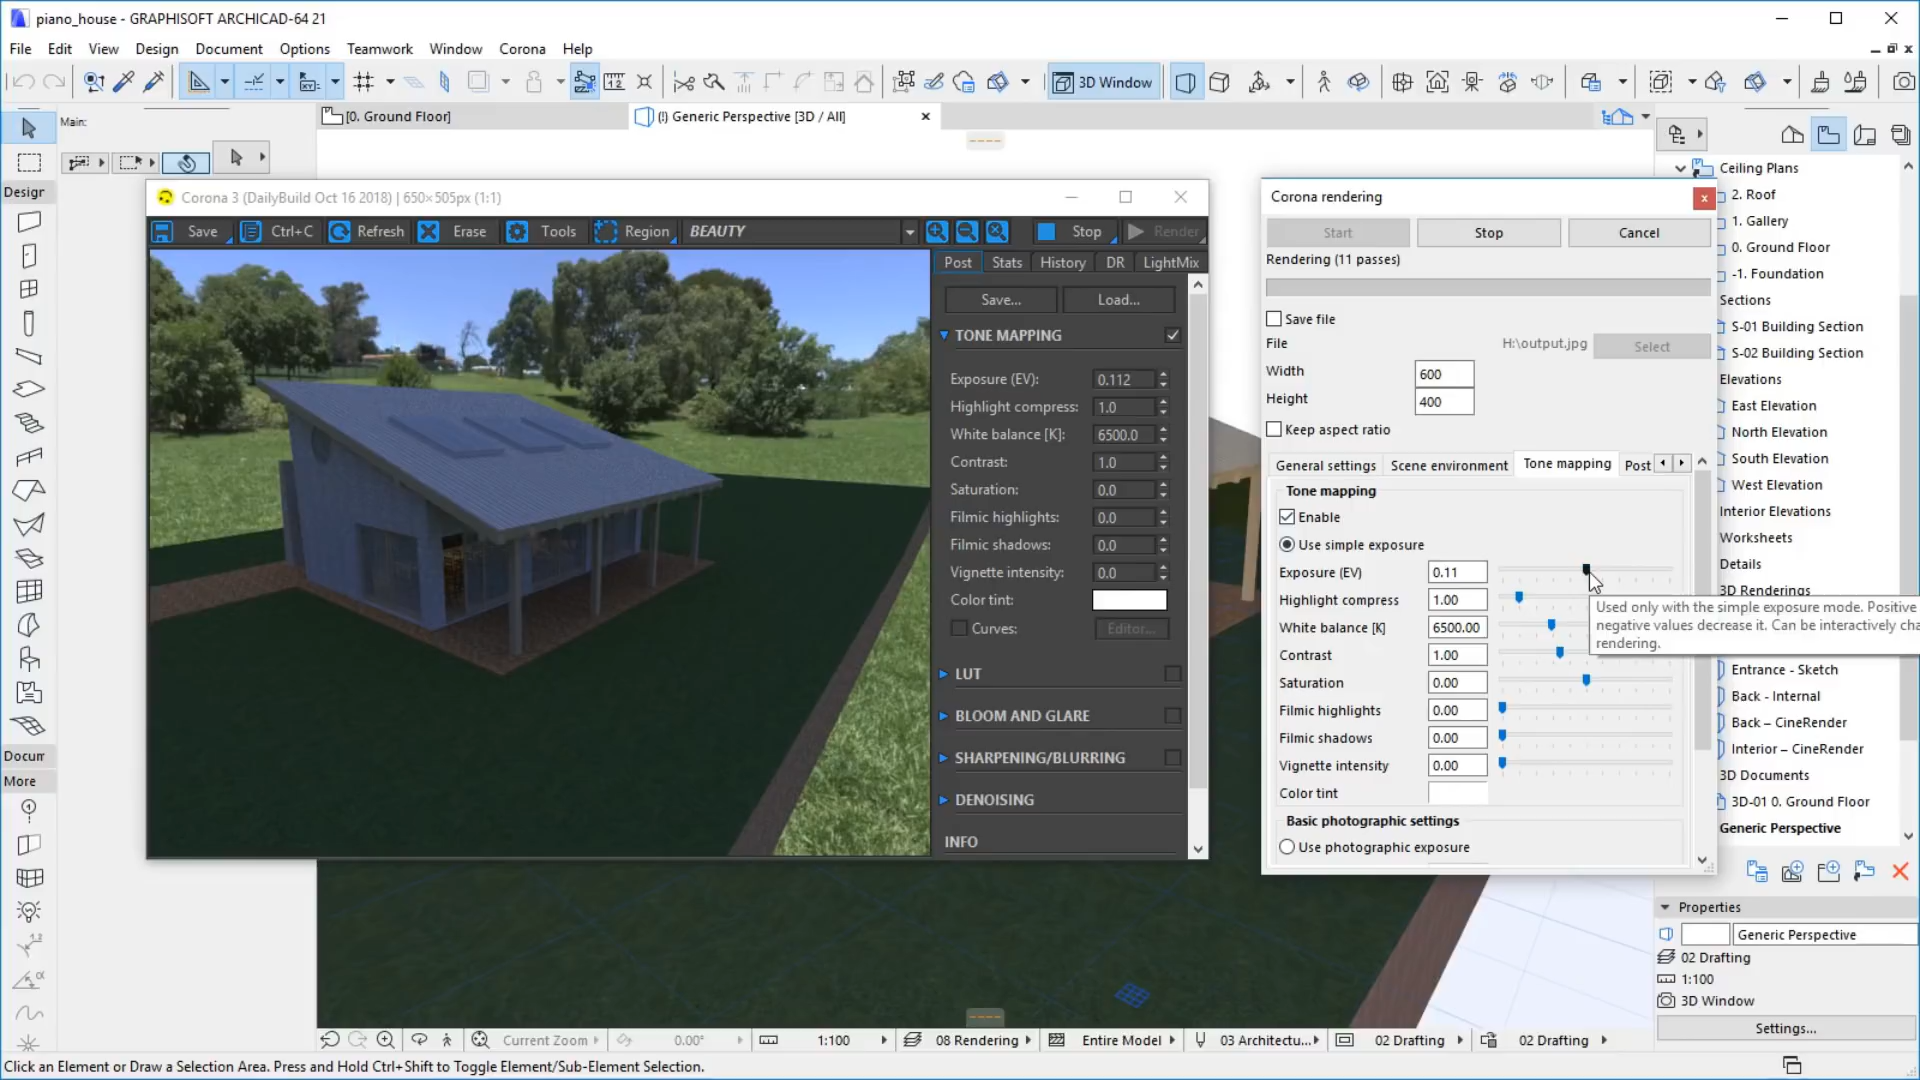 piano_house - GRAPHISOFT ARCHICAD-64 21
File Edit View Design Document Options Teamwork Window Corona Help
3D Window
[0. Ground Floor]
(!) Generic Perspective [3D / All]
Main:
Desigr
Docum
More
Corona 3 (DailyBuild Oct 16 2018) | 650×505px (1:1)
Save Ctrl+C Refresh Erase Tools Region BEAUTY Stop Render
Post Stats History DR LightMix
Save... Load...
TONE MAPPING
Exposure (EV): 0.112
Highlight compress: 1.0
White balance [K]: 6500.0
Contrast: 1.0
Saturation: 0.0
Filmic highlights: 0.0
Filmic shadows: 0.0
Vignette intensity: 0.0
Color tint:
Curves: Editor...
LUT
BLOOM AND GLARE
SHARPENING/BLURRING
DENOISING
INFO
Corona rendering
Start Stop Cancel
Rendering (11 passes)
Save file
File H:\output.jpg Select
Width 600
Height 400
Keep aspect ratio
General settings Scene environment Tone mapping Post
Tone mapping
Enable
Use simple exposure
Exposure (EV) 0.11
Highlight compress 1.00
White balance [K] 6500.00
Contrast 1.00
Saturation 0.00
Filmic highlights 0.00
Filmic shadows 0.00
Vignette intensity 0.00
Color tint
Basic photographic settings
Use photographic exposure
Used only with the simple exposure mode. Positive
negative values decrease it. Can be interactively cha
rendering.
Ceiling Plans
2. Roof
1. Gallery
0. Ground Floor
-1. Foundation
Sections
S-01 Building Section
S-02 Building Section
Elevations
East Elevation
North Elevation
South Elevation
West Elevation
Interior Elevations
Worksheets
Details
3D Renderings
Entrance - Sketch
Back - Internal
Back – CineRender
Interior – CineRender
3D Documents
3D-01 0. Ground Floor
Generic Perspective
Properties
Generic Perspective
02 Drafting
1:100
3D Window
Settings...
Current Zoom 0.00° 1:100 08 Rendering Entire Model 03 Architectu... 02 Drafting 02 Drafting
Click an Element or Draw a Selection Area. Press and Hold Ctrl+Shift to Toggle Element/Sub-Element Selection.